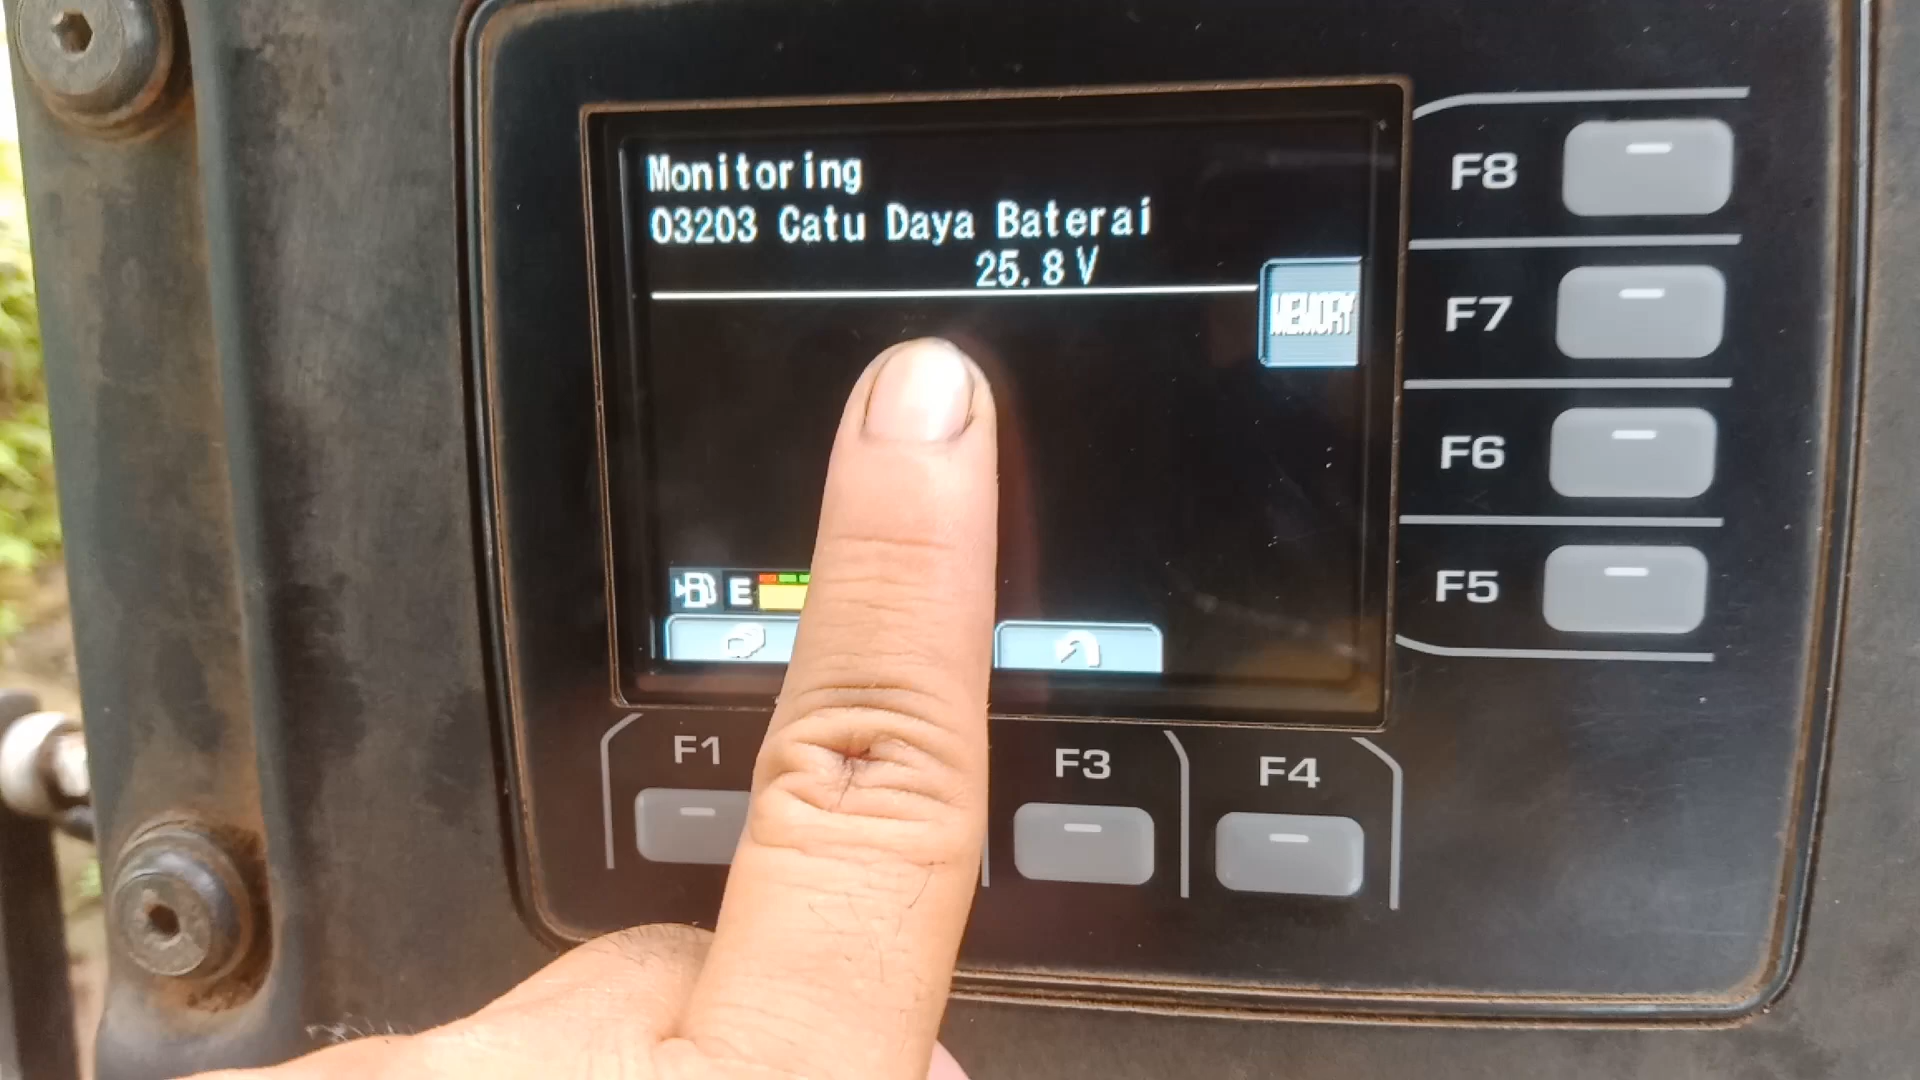 Monitoring
03203 Catu Daya Baterai
25.8 V
MEMORY
E
F8
F7
F6
F5
F1
F3
F4